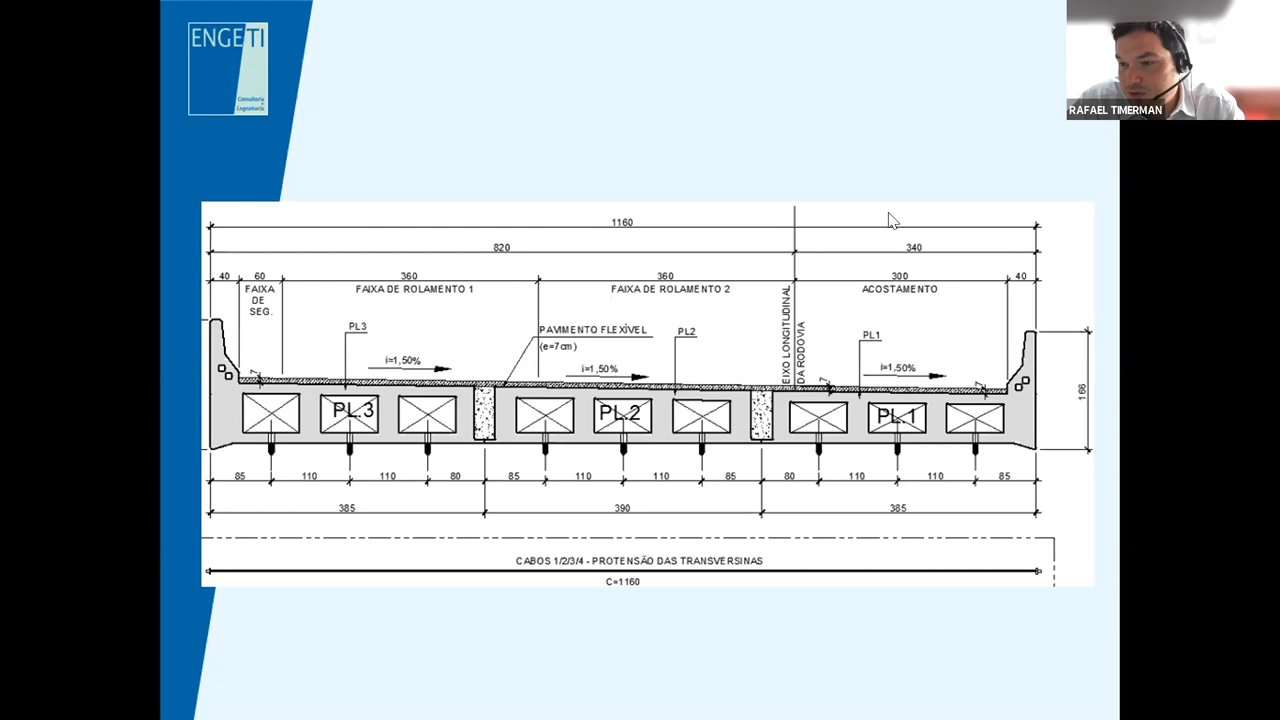 ENGETI
Consultoria
e
Engenharia
RAFAEL TIMERMAN
1160
820
340
40
60
360
360
300
40
FAIXA
DE
SEG.
FAIXA DE ROLAMENTO 1
FAIXA DE ROLAMENTO 2
ACOSTAMENTO
EIXO LONGITUDINAL
DA RODOVIA
PL3
PAVIMENTO FLEXÍVEL
(e=7cm)
PL2
PL1
i=1,50%
i=1,50%
i=1,50%
7
7
7
166
PL.3
PL.2
PL.1
85
110
110
80
85
110
110
85
80
110
110
85
385
390
385
CABOS 1/2/3/4 - PROTENSÃO DAS TRANSVERSINAS
C=1160